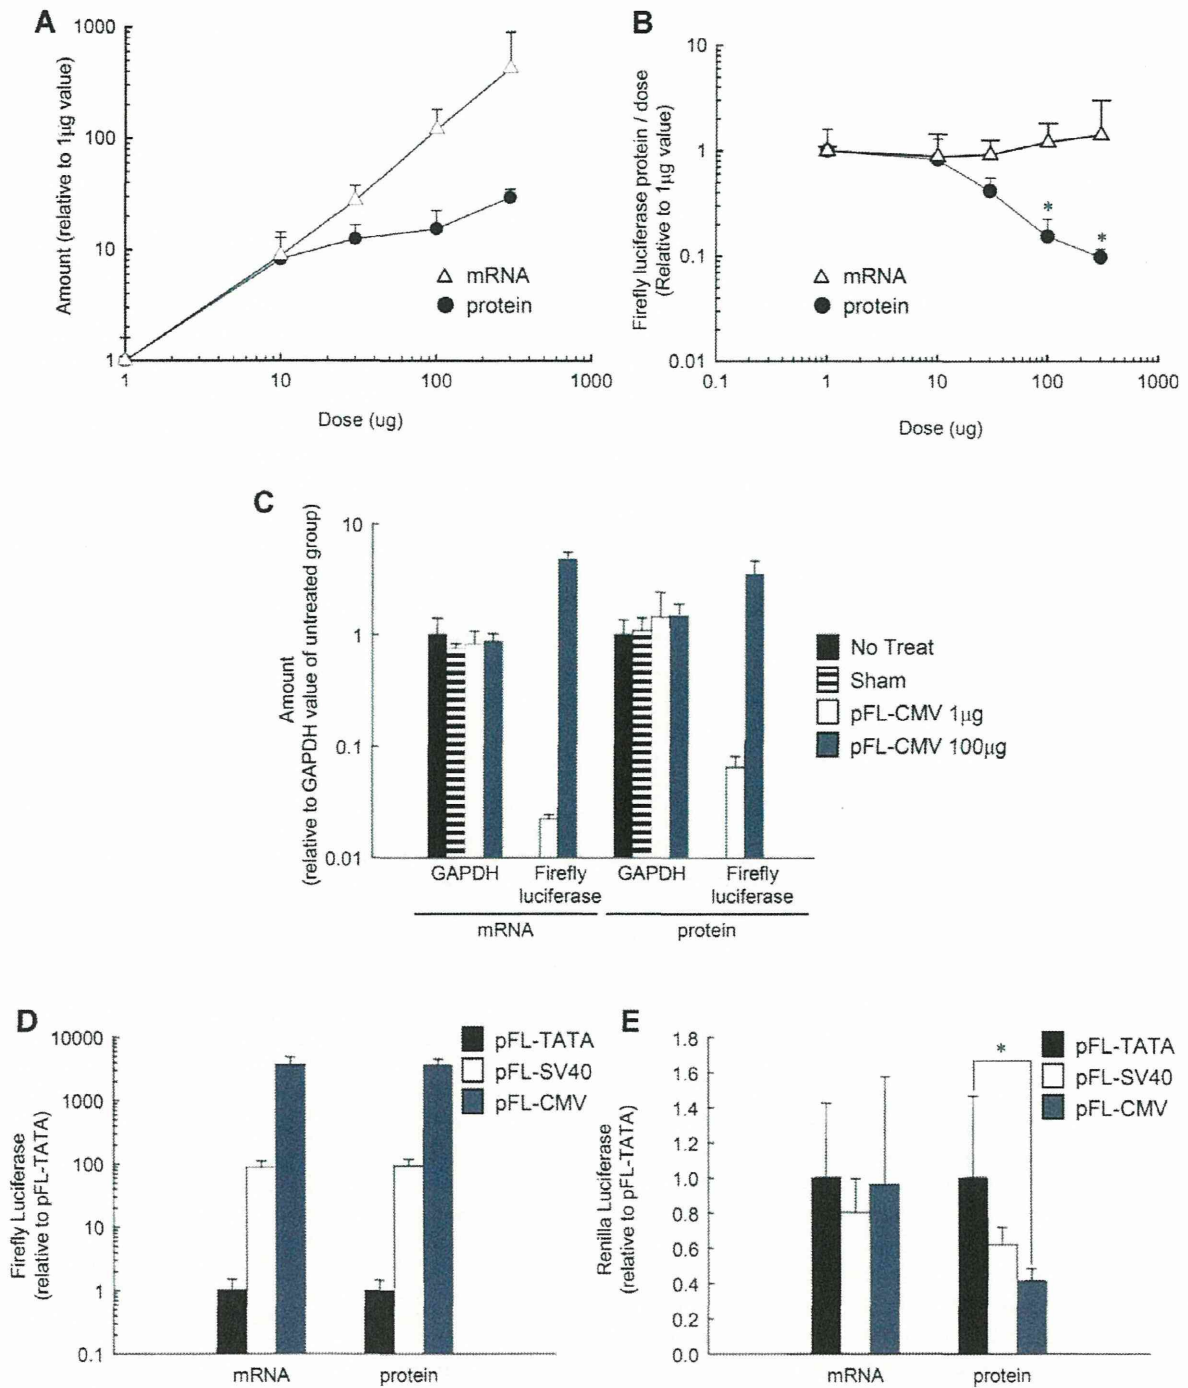 A
1000
100
10
1
Amount (relative to 1μg value)
mRNA
protein
1
10
100
1000
Dose (ug)
B
10
1
0.1
0.01
Firefly luciferase protein / dose
(Relative to 1μg value)
*
*
mRNA
protein
0.1
1
10
100
1000
Dose (ug)
C
10
1
0.1
0.01
Amount
(relative to GAPDH value of untreated group)
No Treat
Sham
pFL-CMV 1μg
pFL-CMV 100μg
GAPDH
Firefly
luciferase
GAPDH
Firefly
luciferase
mRNA
protein
D
10000
1000
100
10
1
0.1
Firefly Luciferase
(relative to pFL-TATA)
pFL-TATA
pFL-SV40
pFL-CMV
mRNA
protein
E
1.8
1.6
1.4
1.2
1.0
0.8
0.6
0.4
0.2
0.0
Renilla Luciferase
(relative to pFL-TATA)
*
pFL-TATA
pFL-SV40
pFL-CMV
mRNA
protein